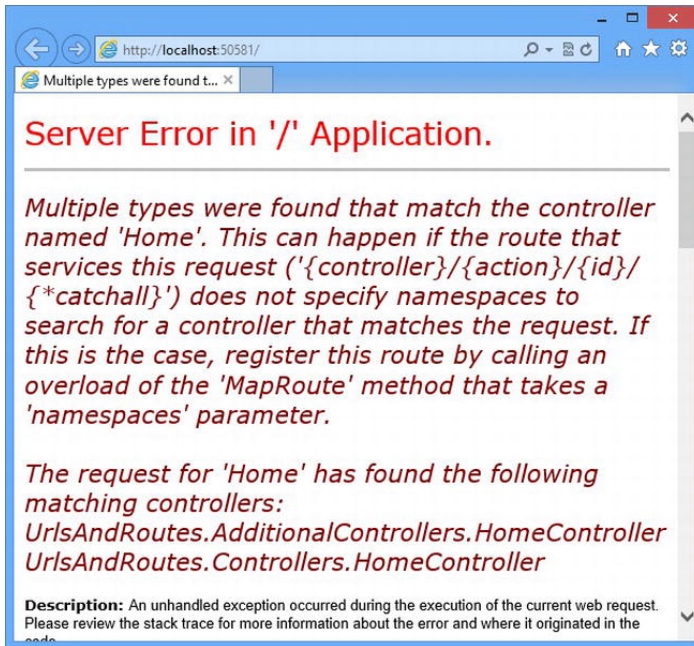 http://localhost:50581/
Multiple types were found t...
Server Error in '/' Application.
Multiple types were found that match the controller
named 'Home'. This can happen if the route that
services this request ('{controller}/{action}/{id}/
{*catchall}') does not specify namespaces to
search for a controller that matches the request. If
this is the case, register this route by calling an
overload of the 'MapRoute' method that takes a
'namespaces' parameter.
The request for 'Home' has found the following
matching controllers:
UrlsAndRoutes.AdditionalControllers.HomeController
UrlsAndRoutes.Controllers.HomeController
Description: An unhandled exception occurred during the execution of the current web request.
Please review the stack trace for more information about the error and where it originated in the
code